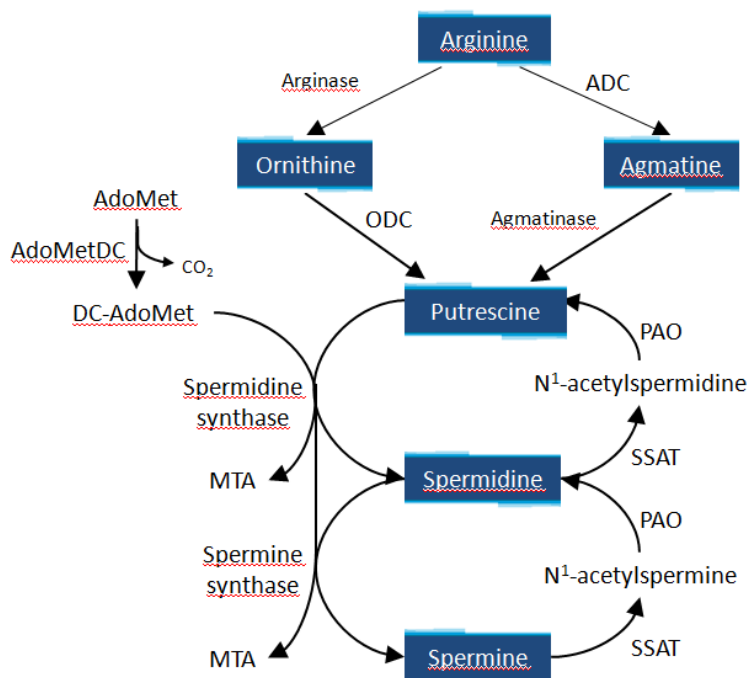 Arginine
Arginase
ADC
Ornithine
Agmatine
AdoMet
ODC
Agmatinase
AdoMetDC
CO₂
DC-AdoMet
Putrescine
PAO
N¹-acetylspermidine
Spermidine
synthase
SSAT
MTA
Spermidine
PAO
Spermine
synthase
N¹-acetylspermine
MTA
Spermine
SSAT